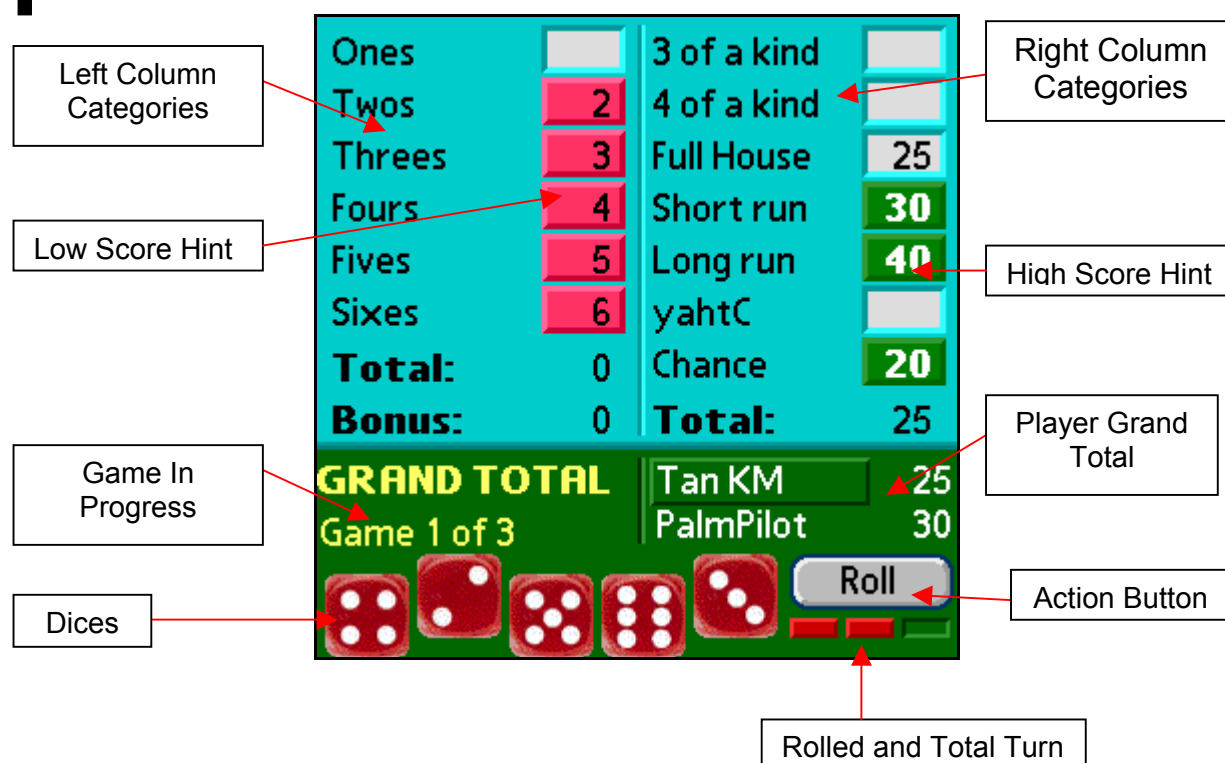 Left Column
Categories
Low Score Hint
Game In
Progress
Dices
Ones
Twos 2
Threes 3
Fours 4
Fives 5
Sixes 6
Total: 0
Bonus: 0
3 of a kind
4 of a kind
Full House 25
Short run 30
Long run 40
yahtC
Chance 20
Total: 25
GRAND TOTAL
Game 1 of 3
Tan KM 25
PalmPilot 30
Roll
Right Column
Categories
High Score Hint
Player Grand
Total
Action Button
Rolled and Total Turn